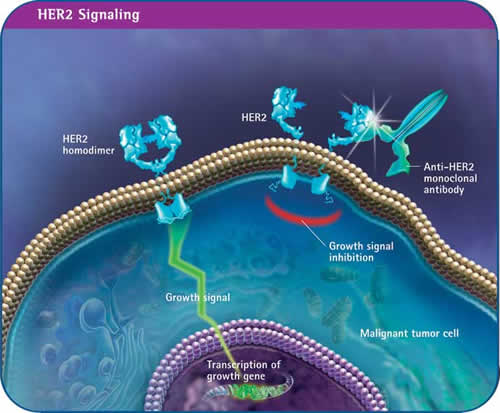 HER2 Signaling
HER2
homodimer
HER2
Anti-HER2
monoclonal
antibody
Growth signal
inhibition
Growth signal
Malignant tumor cell
Transcription of
growth gene